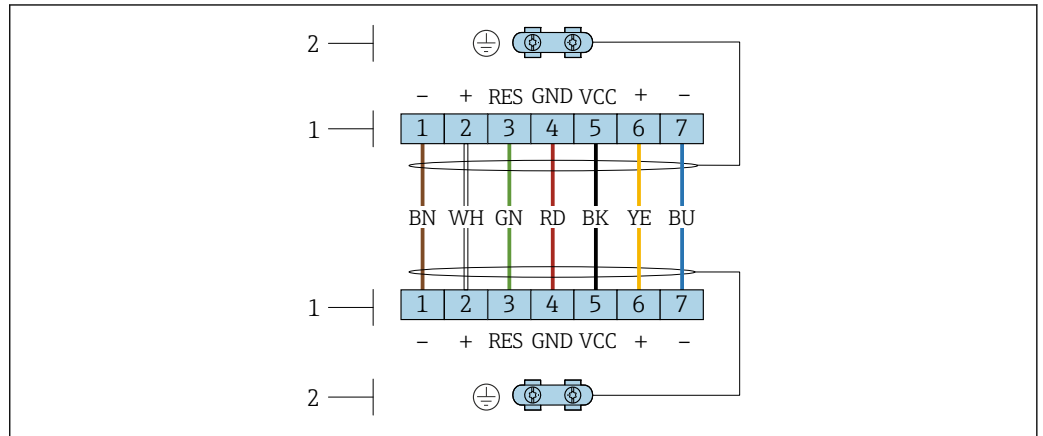 2
– + RES GND VCC + –
1 1 2 3 4 5 6 7
BN WH GN RD BK YE BU
1 1 2 3 4 5 6 7
– + RES GND VCC + –
2